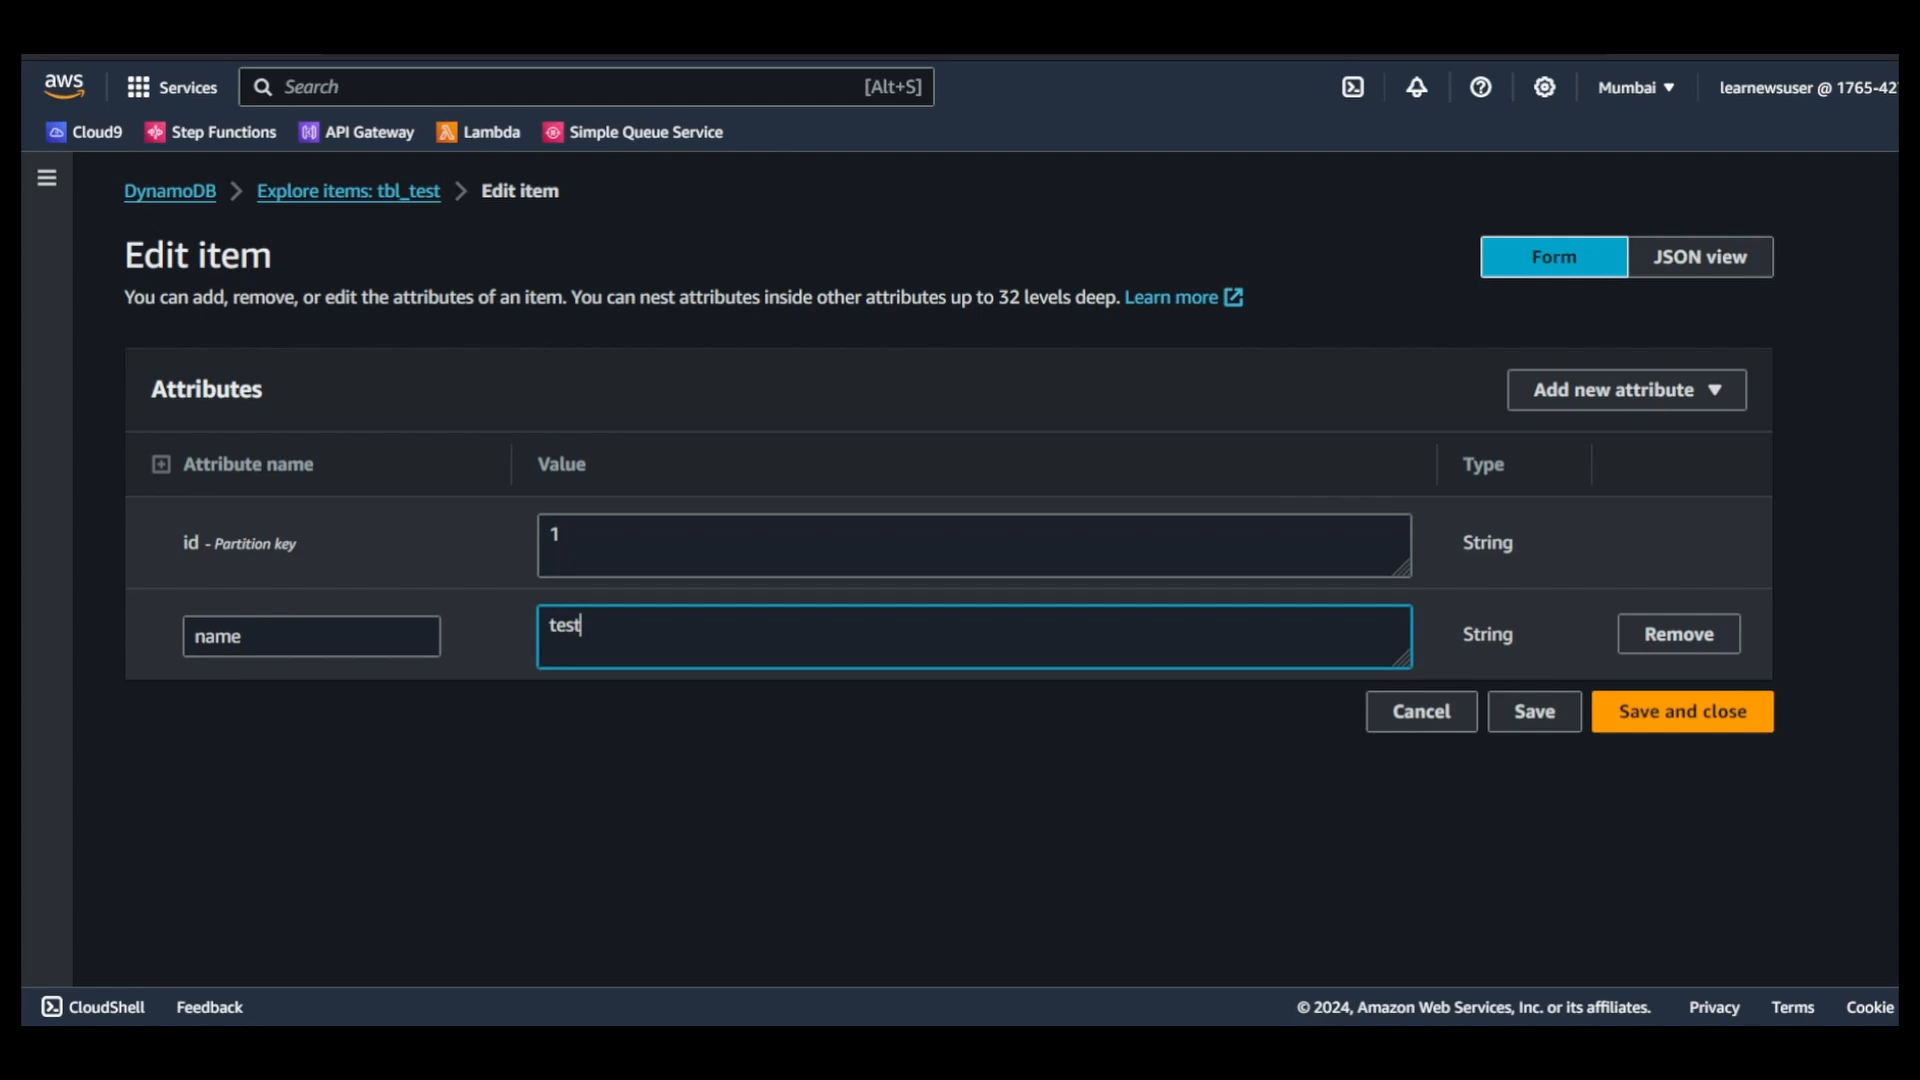 aws Services Search [Alt+S] Mumbai learnewsuser @ 1765-42
Cloud9 Step Functions API Gateway Lambda Simple Queue Service
DynamoDB Explore items: tbl_test Edit item
Edit item
Form JSON view
You can add, remove, or edit the attributes of an item. You can nest attributes inside other attributes up to 32 levels deep. Learn more
Attributes
Add new attribute
Attribute name Value Type
id - Partition key 1 String
name test String Remove
Cancel Save Save and close
CloudShell Feedback © 2024, Amazon Web Services, Inc. or its affiliates. Privacy Terms Cookie